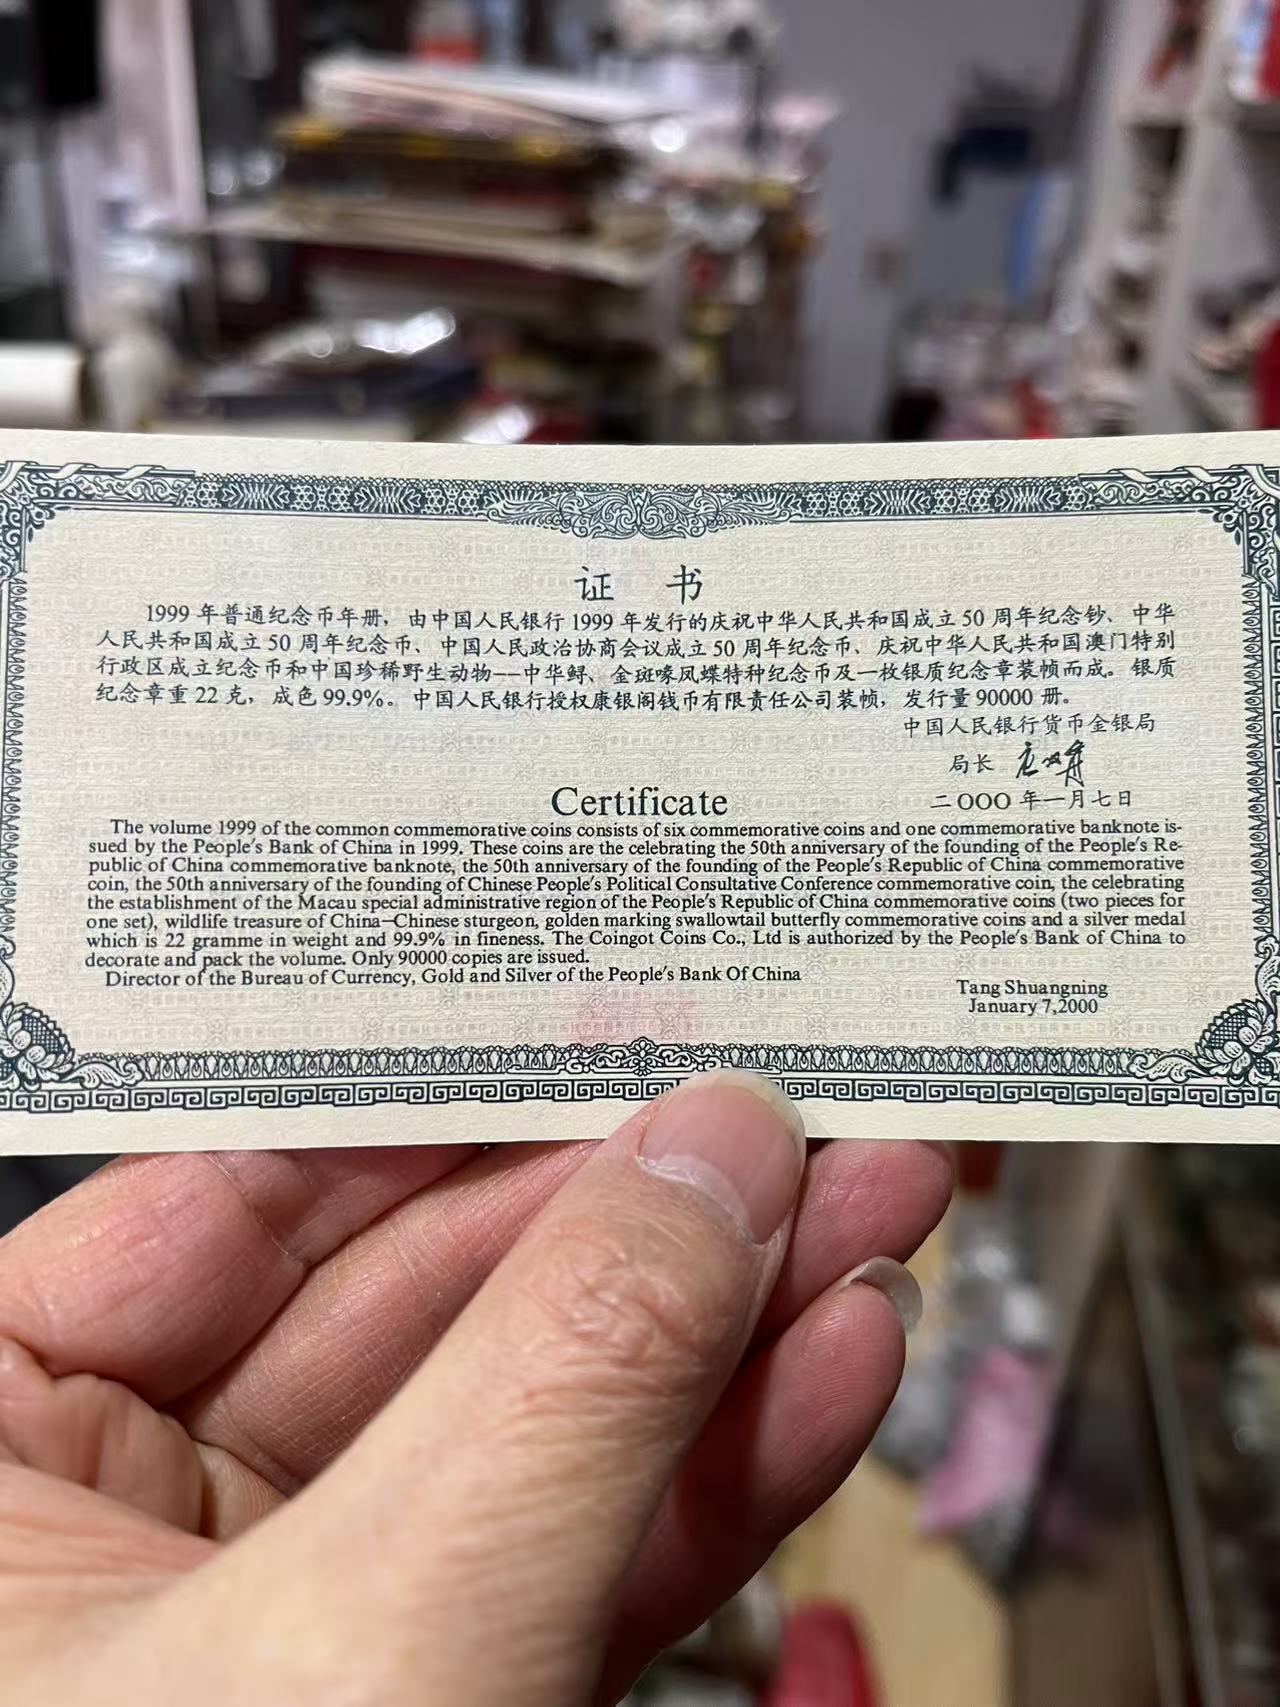 证 书
1999 年普通纪念币年册，由中国人民银行 1999 年发行的庆祝中华人民共和国成立 50 周年纪念钞、中华
人民共和国成立 50 周年纪念币、中国人民政治协商会议成立 50 周年纪念币、庆祝中华人民共和国澳门特别
行政区成立纪念币和中国珍稀野生动物——中华鲟、金斑喙凤蝶特种纪念币及一枚银质纪念章装帧而成。银质
纪念章重 22 克，成色 99.9%。中国人民银行授权康银阁钱币有限责任公司装帧，发行量 90000 册。
中国人民银行货币金银局
局长
二OOO 年一月七日
Certificate
The volume 1999 of the common commemorative coins consists of six commemorative coins and one commemorative banknote is-
sued by the People's Bank of China in 1999. These coins are the celebrating the 50th anniversary of the founding of the People's Re-
public of China commemorative banknote, the 50th anniversary of the founding of the People's Republic of China commemorative
coin, the 50th anniversary of the founding of Chinese People's Political Consultative Conference commemorative coin, the celebrating
the establishment of the Macau special administrative region of the People's Republic of China commemorative coins (two pieces for
one set), wildlife treasure of China—Chinese sturgeon, golden marking swallowtail butterfly commemorative coins and a silver medal
which is 22 gramme in weight and 99.9% in fineness. The Coingot Coins Co., Ltd is authorized by the People's Bank of China to
decorate and pack the volume. Only 90000 copies are issued.
Director of the Bureau of Currency, Gold and Silver of the People's Bank Of China
Tang Shuangning
January 7,2000